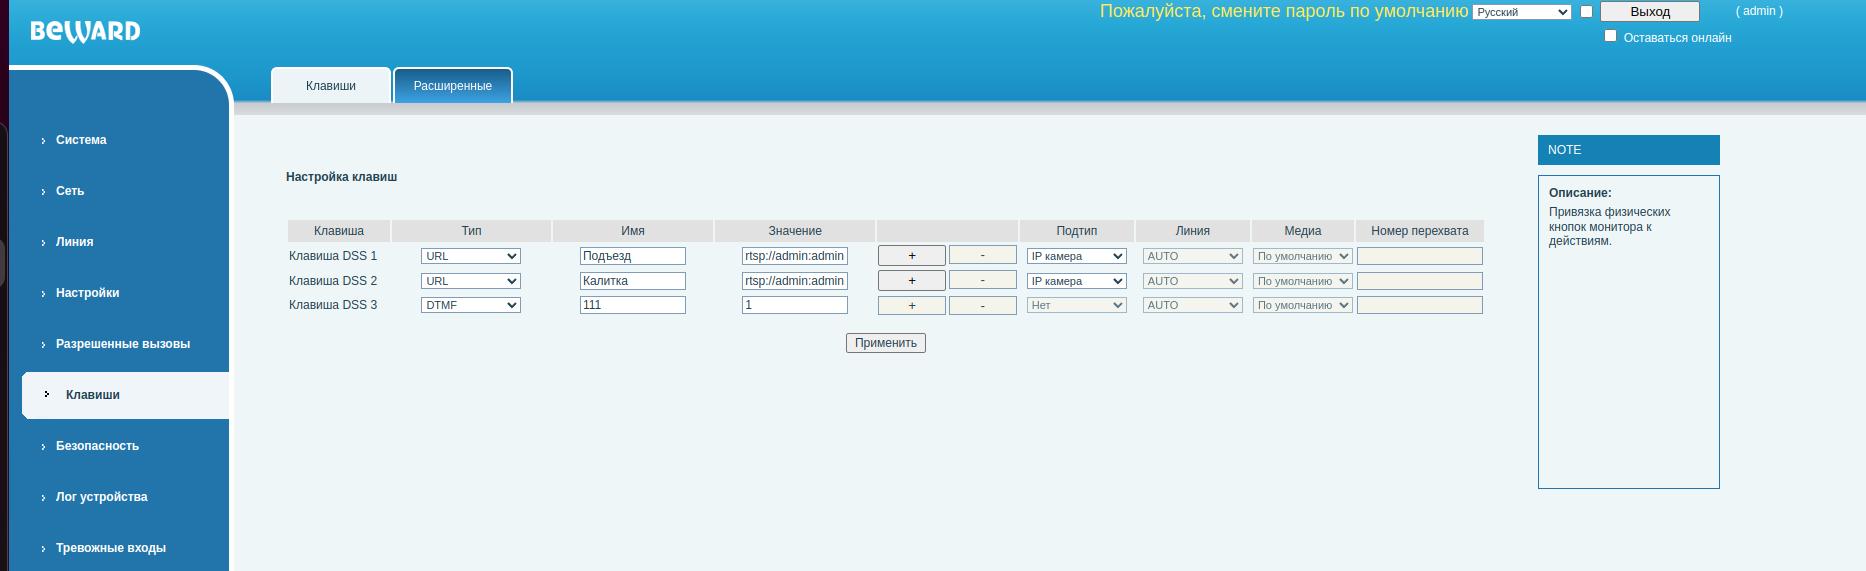 BEWARD
Пожалуйста, смените пароль по умолчанию Русский Выход ( admin )
Оставаться онлайн
Клавиши Расширенные
Система
Сеть
Линия
Настройки
Разрешенные вызовы
Клавиши
Безопасность
Лог устройства
Тревожные входы
Настройка клавиш
Клавиша Тип Имя Значение Подтип Линия Медиа Номер перехвата
Клавиша DSS 1 URL Подъезд rtsp://admin:admin + - IP камера AUTO По умолчанию
Клавиша DSS 2 URL Калитка rtsp://admin:admin + - IP камера AUTO По умолчанию
Клавиша DSS 3 DTMF 111 1 + - Нет AUTO По умолчанию
Применить
NOTE
Описание:
Привязка физических
кнопок монитора к
действиям.